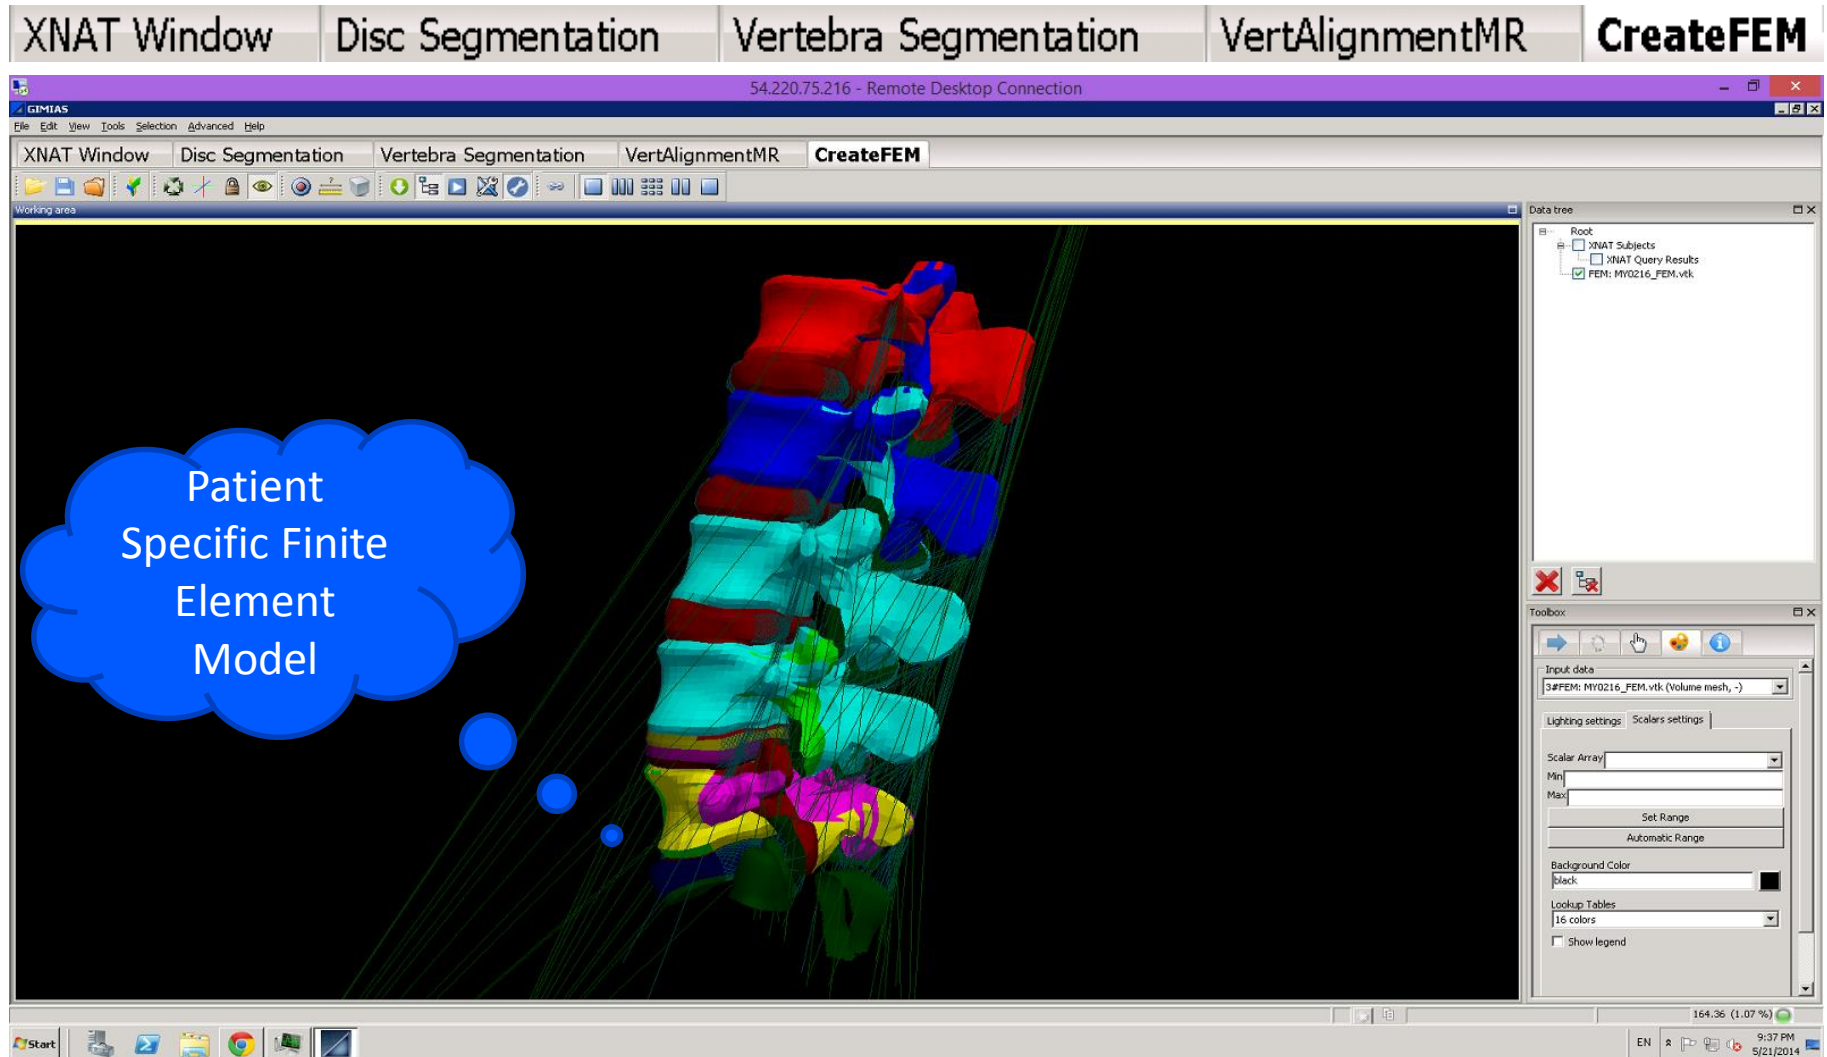 XNAT Window Disc Segmentation Vertebra Segmentation VertAlignmentMR CreateFEM
54.220.75.216 - Remote Desktop Connection
GIMIAS
File Edit View Tools Selection Advanced Help
XNAT Window Disc Segmentation Vertebra Segmentation VertAlignmentMR CreateFEM
Working area
Patient
Specific Finite
Element
Model
Data tree
Root
XNAT Subjects
XNAT Query Results
FEM: MY0216_FEM.vtk
Toolbox
Input data
3#FEM: MY0216_FEM.vtk (Volume mesh, -)
Lighting settings Scalars settings
Scalar Array
Min
Max
Set Range
Automatic Range
Background Color
black
Lookup Tables
16 colors
Show legend
164.36 (1.07 %)
Start
EN
9:37 PM
5/21/2014